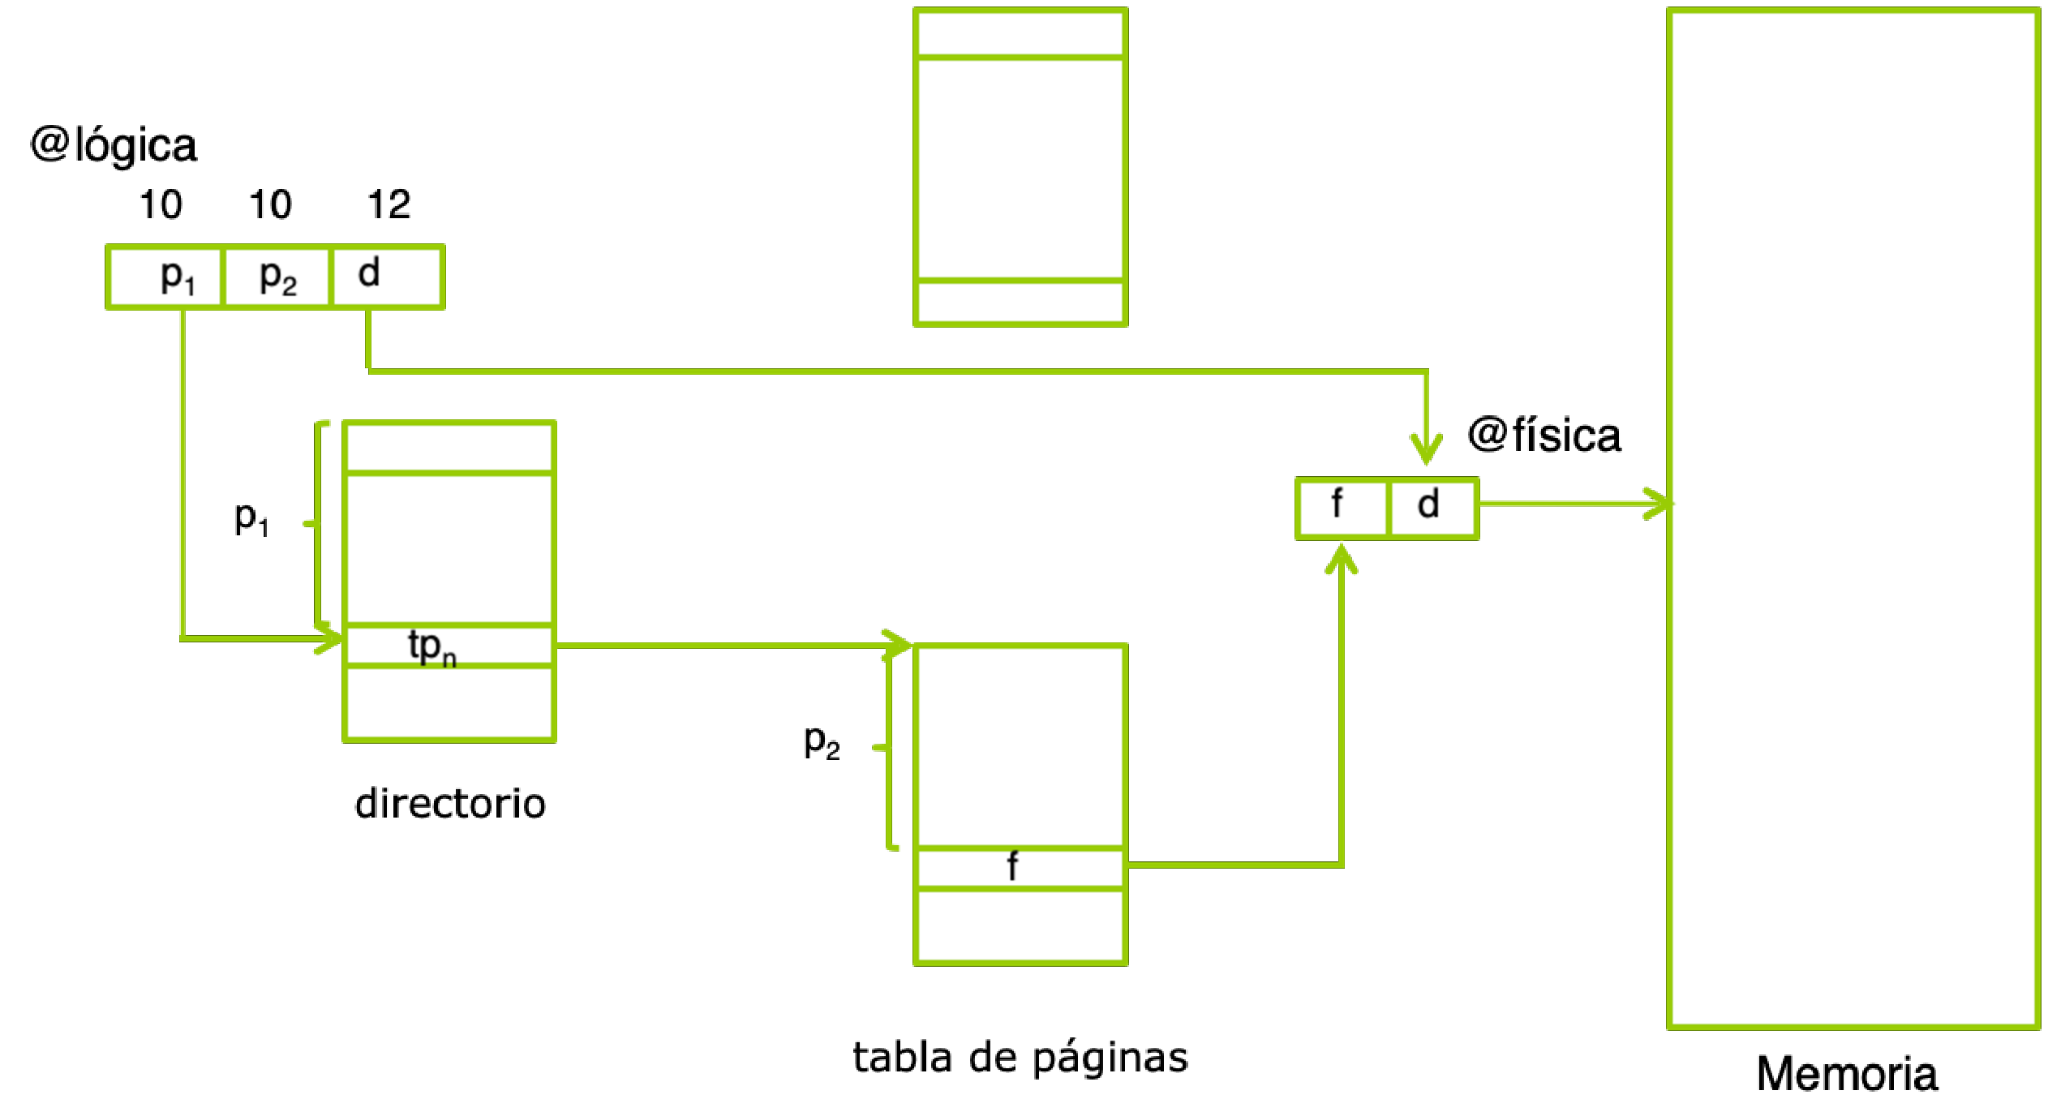 @lógica
10 10 12
p₁ p₂ d
@física
f d
p₁
tpₙ
p₂
directorio
f
tabla de páginas
Memoria